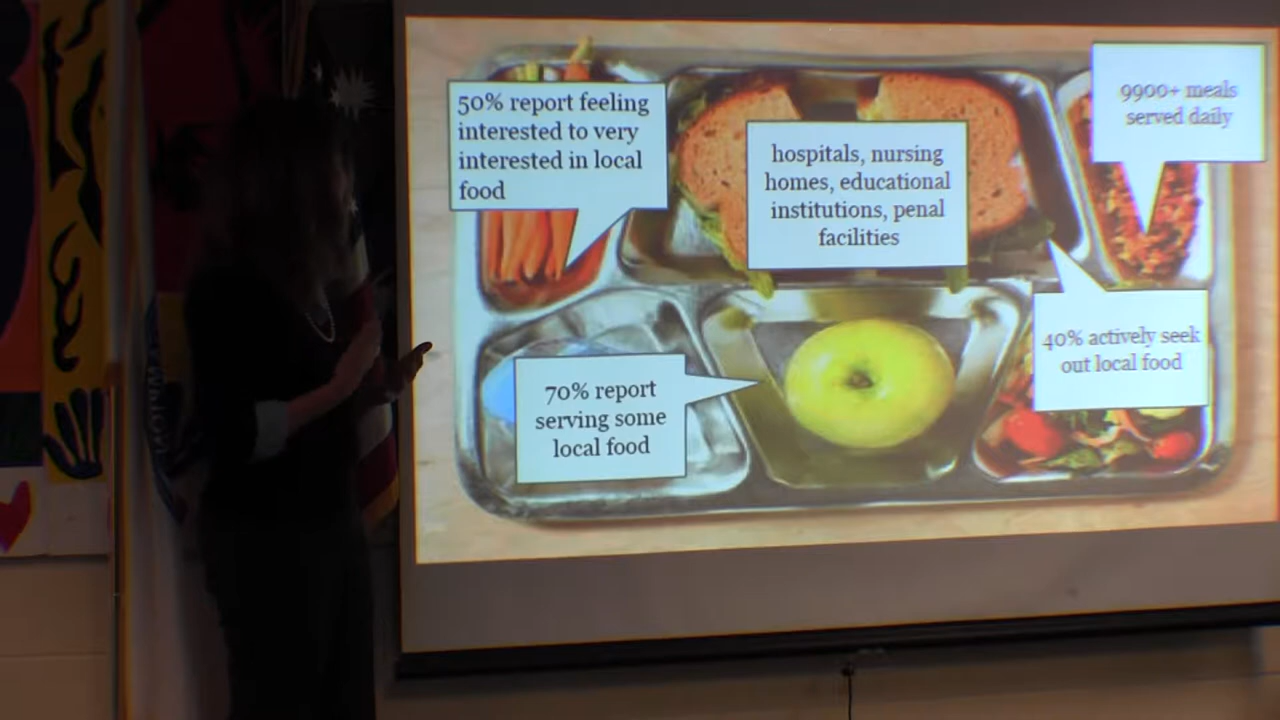 50% report feeling
interested to very
interested in local
food
hospitals, nursing
homes, educational
institutions, penal
facilities
9900+ meals
served daily
40% actively seek
out local food
70% report
serving some
local food